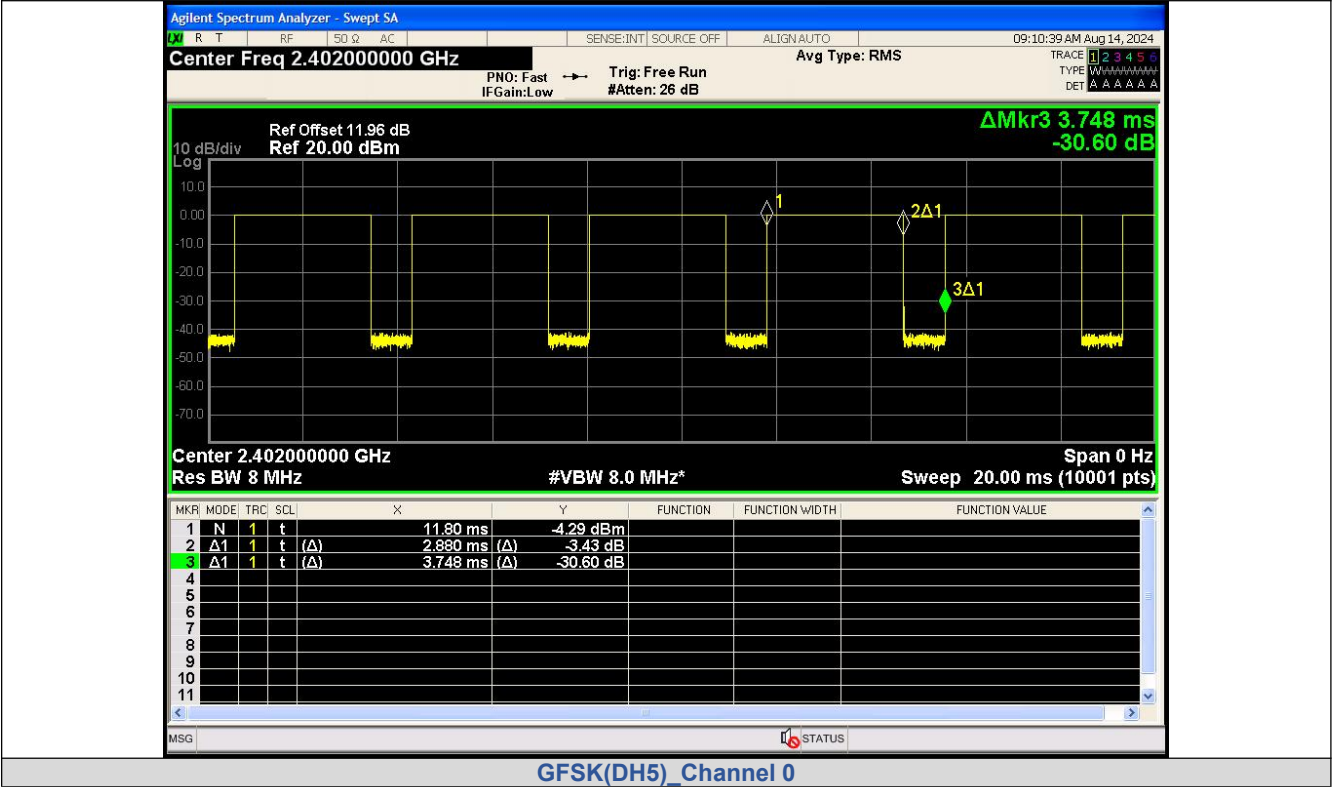 Agilent Spectrum Analyzer - Swept SA
LXI R T RF 50 Ω AC SENSE:INT SOURCE OFF ALIGN AUTO 09:10:39 AM Aug 14, 2024
Center Freq 2.402000000 GHz Avg Type: RMS TRACE 1 2 3 4 5 6
PNO: Fast Trig: Free Run TYPE WWWWWW
IFGain:Low #Atten: 26 dB DET A A A A A A
ΔMkr3 3.748 ms
Ref Offset 11.96 dB
10 dB/div Ref 20.00 dBm -30.60 dB
Log
10.0
1
0.00
2Δ1
-10.0
-20.0
3Δ1
-30.0
-40.0
-50.0
-60.0
-70.0
Center 2.402000000 GHz Span 0 Hz
Res BW 8 MHz #VBW 8.0 MHz* Sweep 20.00 ms (10001 pts)
MKR MODE TRC SCL X Y FUNCTION FUNCTION WIDTH FUNCTION VALUE
1 N 1 t 11.80 ms -4.29 dBm
2 Δ1 1 t (Δ) 2.880 ms (Δ) -3.43 dB
3 Δ1 1 t (Δ) 3.748 ms (Δ) -30.60 dB
4
5
6
7
8
9
10
11
MSG STATUS
GFSK(DH5)_Channel 0